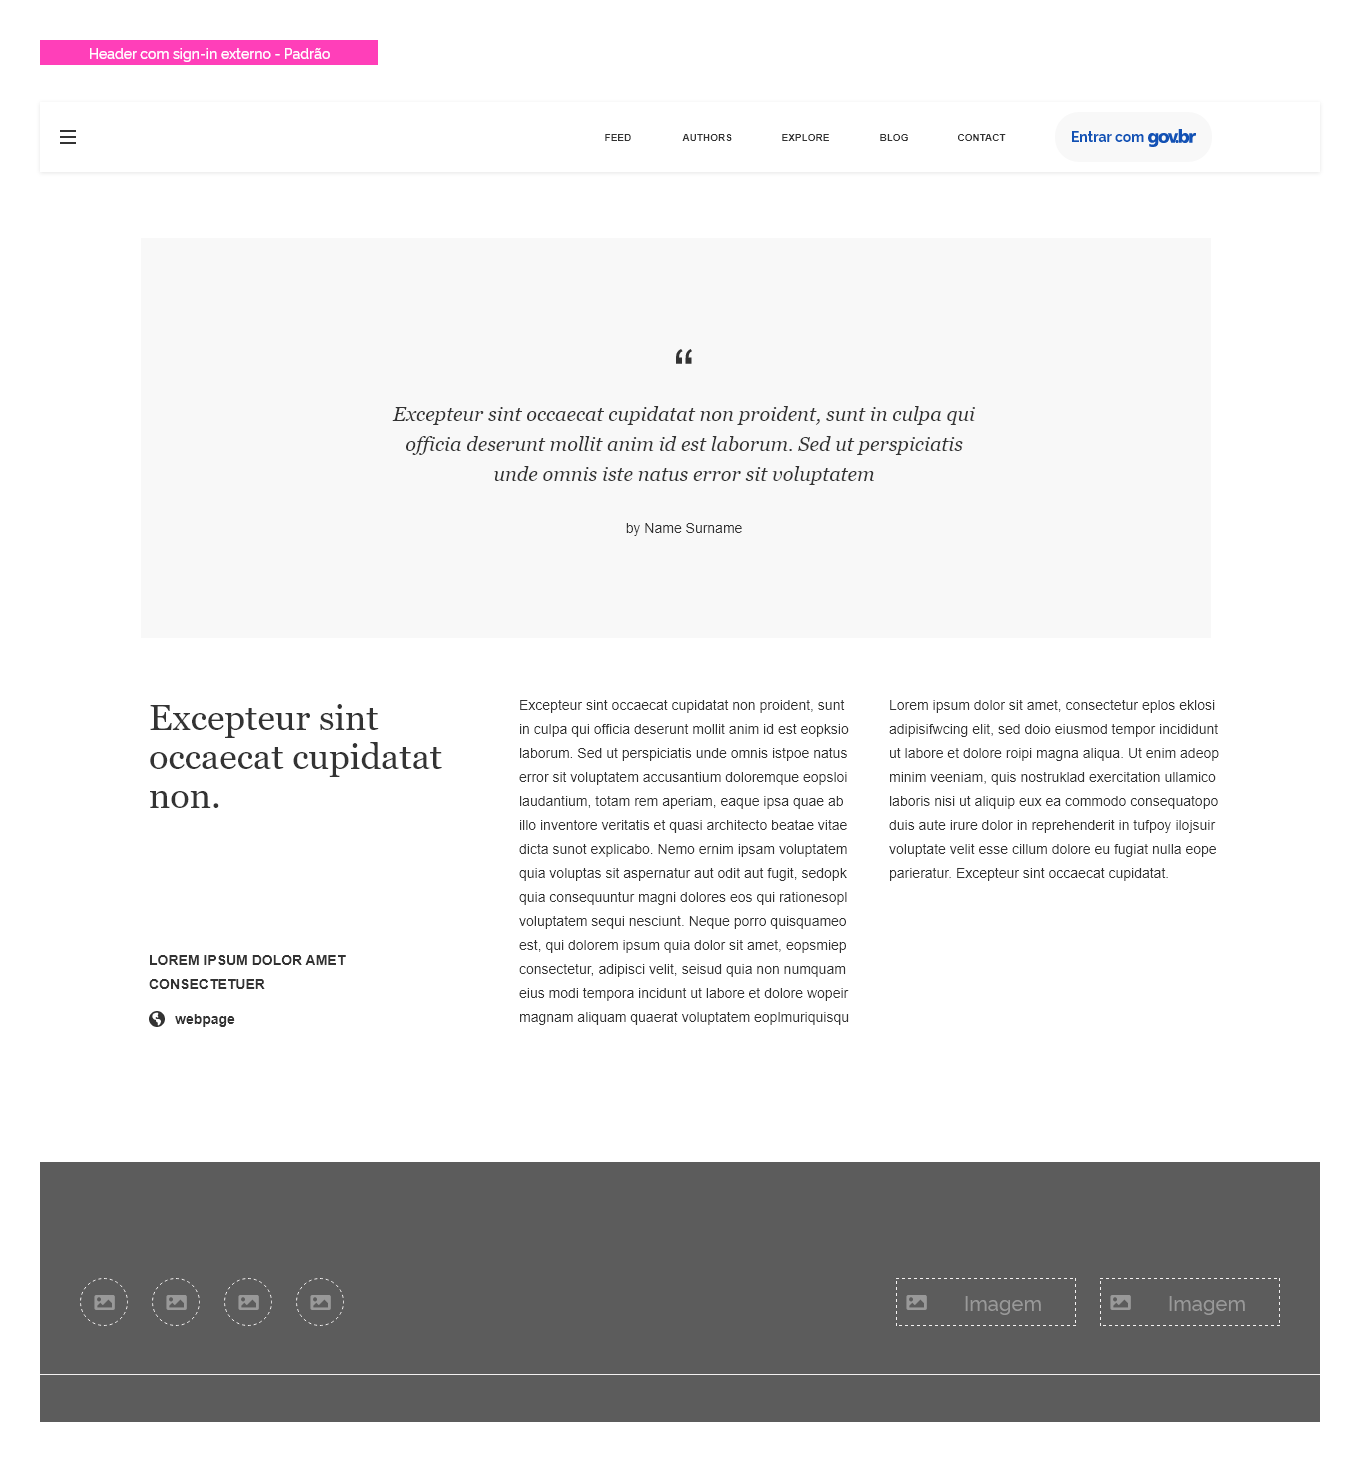 Header com sign-in externo - Padrão
FEED AUTHORS EXPLORE BLOG CONTACT Entrar com gov.br
“
Excepteur sint occaecat cupidatat non proident, sunt in culpa qui
officia deserunt mollit anim id est laborum. Sed ut perspiciatis
unde omnis iste natus error sit voluptatem
by Name Surname
Excepteur sint
occaecat cupidatat
non.
LOREM IPSUM DOLOR AMET
CONSECTETUER
webpage
Excepteur sint occaecat cupidatat non proident, sunt
in culpa qui officia deserunt mollit anim id est eopksio
laborum. Sed ut perspiciatis unde omnis istpoe natus
error sit voluptatem accusantium doloremque eopsloi
laudantium, totam rem aperiam, eaque ipsa quae ab
illo inventore veritatis et quasi architecto beatae vitae
dicta sunot explicabo. Nemo ernim ipsam voluptatem
quia voluptas sit aspernatur aut odit aut fugit, sedopk
quia consequuntur magni dolores eos qui rationesopl
voluptatem sequi nesciunt. Neque porro quisquameo
est, qui dolorem ipsum quia dolor sit amet, eopsmiep
consectetur, adipisci velit, seisud quia non numquam
eius modi tempora incidunt ut labore et dolore wopeir
magnam aliquam quaerat voluptatem eoplmuriquisqu
Lorem ipsum dolor sit amet, consectetur eplos eklosi
adipisifwcing elit, sed doio eiusmod tempor incididunt
ut labore et dolore roipi magna aliqua. Ut enim adeop
minim veeniam, quis nostruklad exercitation ullamico
laboris nisi ut aliquip eux ea commodo consequatopo
duis aute irure dolor in reprehenderit in tufpoy ilojsuir
voluptate velit esse cillum dolore eu fugiat nulla eope
parieratur. Excepteur sint occaecat cupidatat.
Imagem Imagem